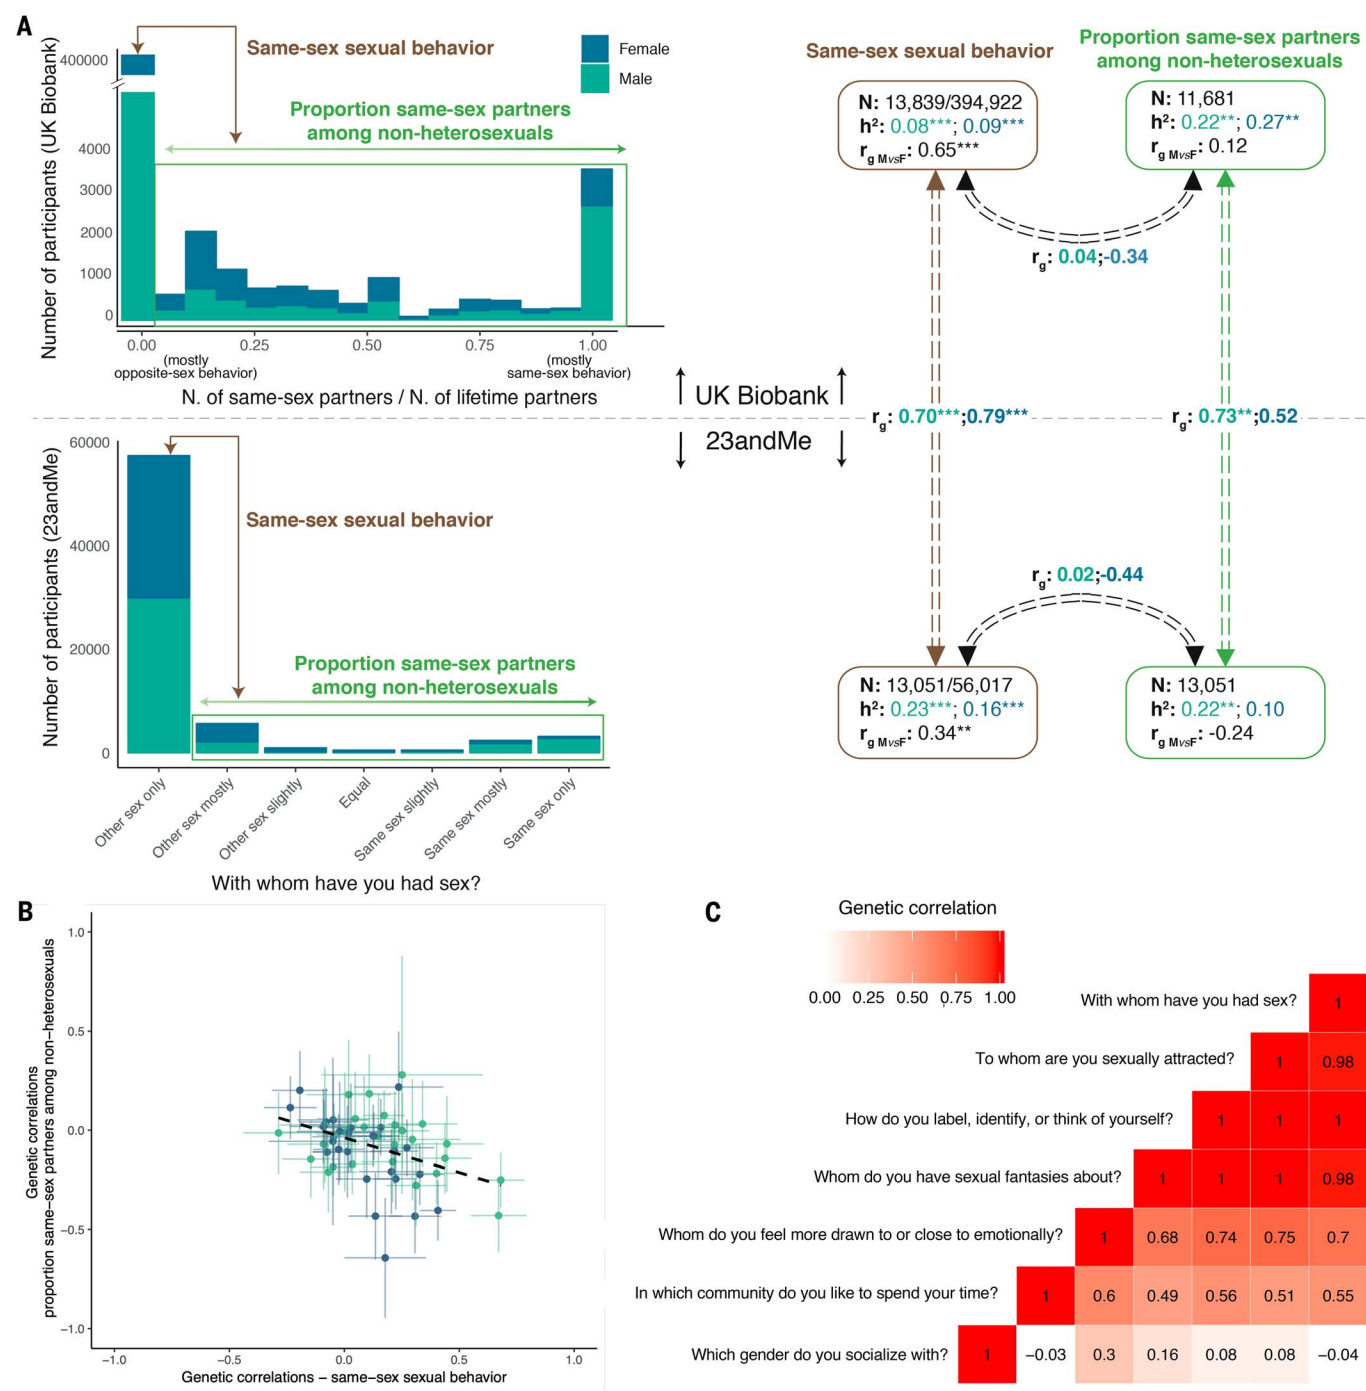 A
Same-sex sexual behavior
Female
Male
Proportion same-sex partners
among non-heterosexuals
Number of participants (UK Biobank)
400000
4000
3000
2000
1000
0
0.00
0.25
0.50
0.75
1.00
(mostly
opposite-sex behavior)
(mostly
same-sex behavior)
N. of same-sex partners / N. of lifetime partners
Same-sex sexual behavior
Proportion same-sex partners
among non-heterosexuals
N: 13,839/394,922
h²: 0.08***; 0.09***
rg MvsF: 0.65***
N: 11,681
h²: 0.22**; 0.27**
rg MvsF: 0.12
rg: 0.04;-0.34
UK Biobank
23andMe
rg: 0.70***;0.79***
rg: 0.73**;0.52
rg: 0.02;-0.44
N: 13,051/56,017
h²: 0.23***; 0.16***
rg MvsF: 0.34**
N: 13,051
h²: 0.22**; 0.10
rg MvsF: -0.24
Number of participants (23andMe)
60000
40000
20000
0
Same-sex sexual behavior
Proportion same-sex partners
among non-heterosexuals
Other sex only
Other sex mostly
Other sex slightly
Equal
Same sex slightly
Same sex mostly
Same sex only
With whom have you had sex?
B
Genetic correlations
proportion same−sex partners among non−heterosexuals
1.0
0.5
0.0
−0.5
−1.0
−1.0
−0.5
0.0
0.5
1.0
Genetic correlations − same−sex sexual behavior
C
Genetic correlation
0.00 0.25 0.50 0.75 1.00
With whom have you had sex? 1
To whom are you sexually attracted? 1 0.98
How do you label, identify, or think of yourself? 1 1 1
Whom do you have sexual fantasies about? 1 1 1 0.98
Whom do you feel more drawn to or close to emotionally? 1 0.68 0.74 0.75 0.7
In which community do you like to spend your time? 1 0.6 0.49 0.56 0.51 0.55
Which gender do you socialize with? 1 −0.03 0.3 0.16 0.08 0.08 −0.04